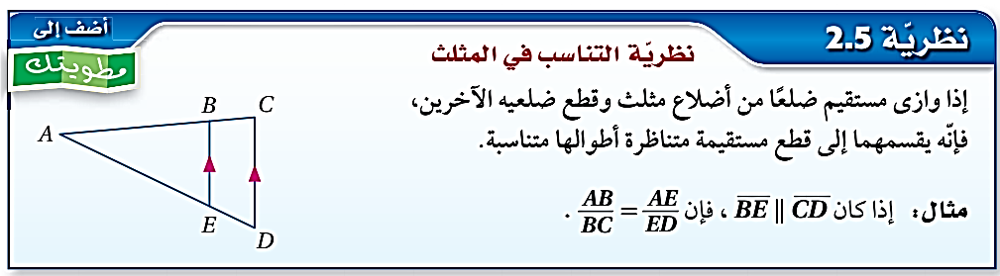 نظريّة 2.5
أضف إلى
مطويتك
نظريّة التناسب في المثلث
إذا وازى مستقيم ضلعًا من أضلاع مثلث وقطع ضلعيه الآخرين،
فإنّه يقسمهما إلى قطع مستقيمة متناظرة أطوالها متناسبة.
مثال: إذا كان BE || CD ، فإن AB/BC = AE/ED .
A
B
C
E
D